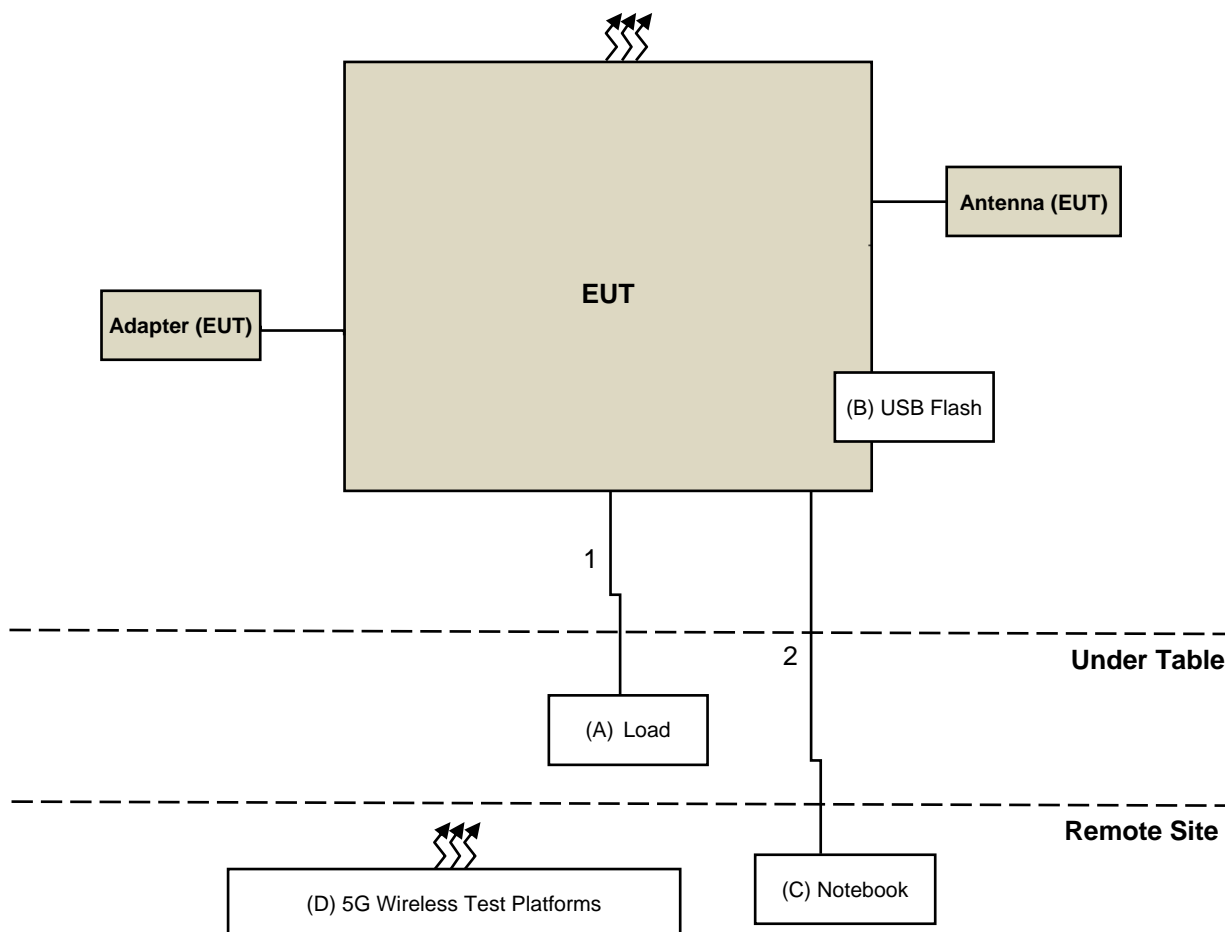 Antenna (EUT)
EUT
Adapter (EUT)
(B) USB Flash
1
2
Under Table
(A) Load
Remote Site
(C) Notebook
(D) 5G Wireless Test Platforms